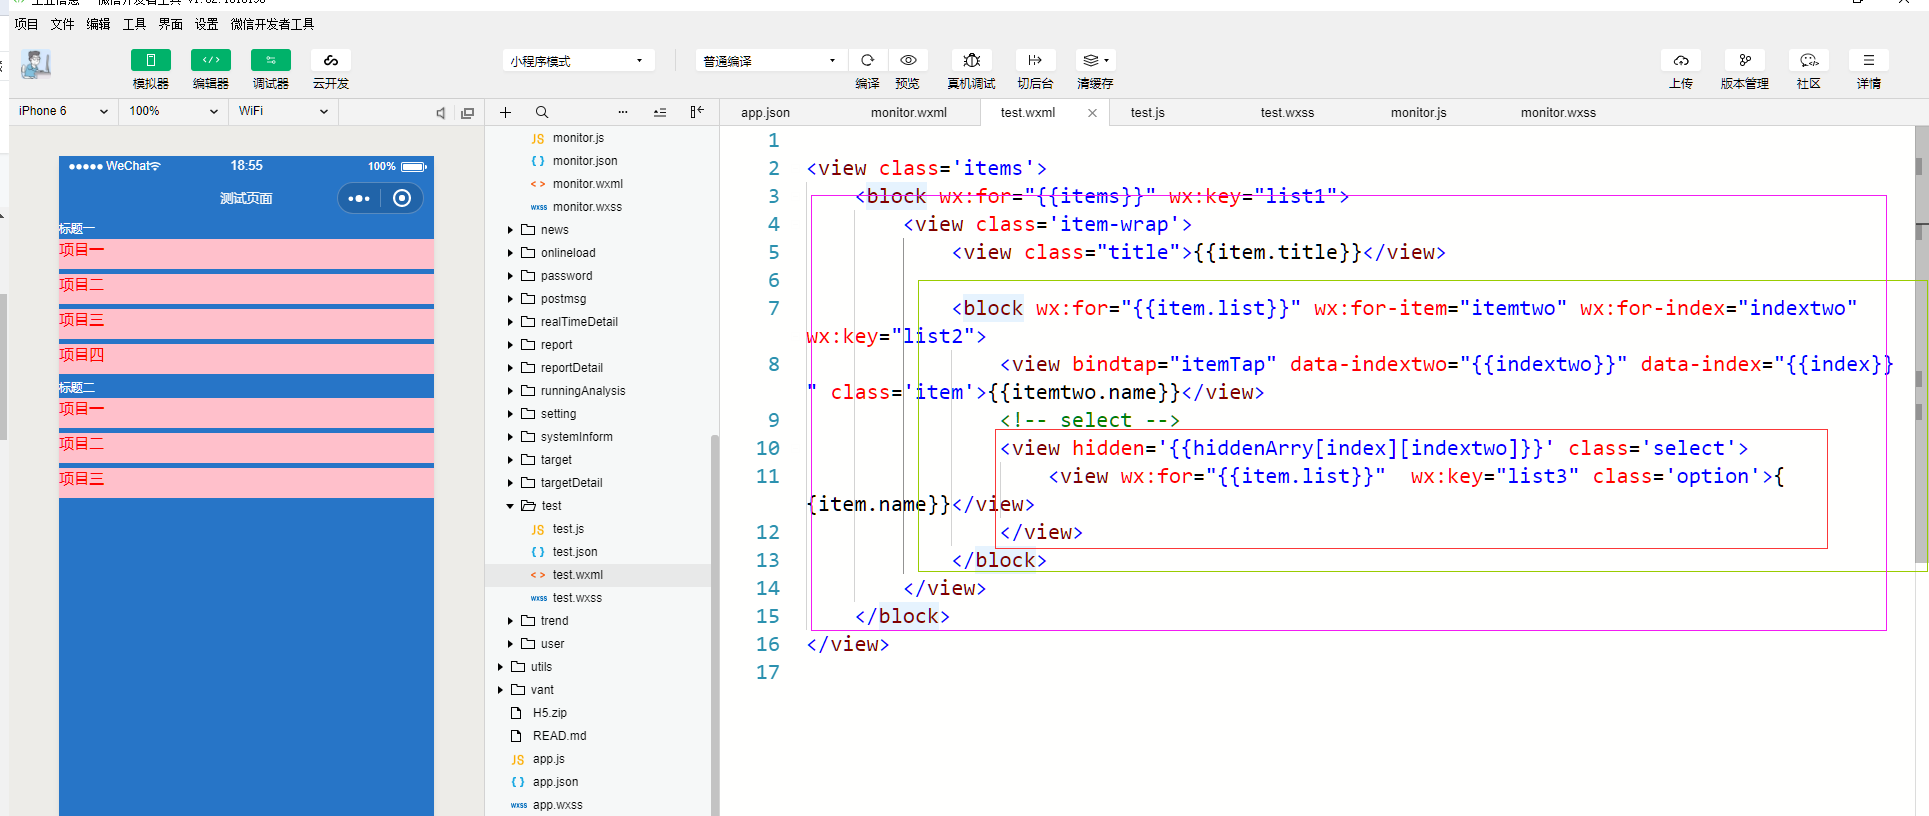 项目 文件 编辑 工具 界面 设置 微信开发者工具
小程序模式 普通编译
模拟器 编辑器 调试器 云开发 编译 预览 真机调试 切后台 清缓存 上传 版本管理 社区 详情
iPhone 6 100% WiFi
WeChat 18:55 100%
测试页面
标题一
项目一
项目二
项目三
项目四
标题二
项目一
项目二
项目三
JS monitor.js
{ } monitor.json
< > monitor.wxml
wxss monitor.wxss
news
onlineload
password
postmsg
realTimeDetail
report
reportDetail
runningAnalysis
setting
systemInform
target
targetDetail
test
JS test.js
{ } test.json
< > test.wxml
wxss test.wxss
trend
user
utils
vant
H5.zip
READ.md
JS app.js
{ } app.json
wxss app.wxss
app.json monitor.wxml test.wxml test.js test.wxss monitor.js monitor.wxss
1
2 <view class='items'>
3 <block wx:for="{{items}}" wx:key="list1">
4 <view class='item-wrap'>
5 <view class="title">{{item.title}}</view>
6
7 <block wx:for="{{item.list}}" wx:for-item="itemtwo" wx:for-index="indextwo"
wx:key="list2">
8 <view bindtap="itemTap" data-indextwo="{{indextwo}}" data-index="{{index}}
" class='item'>{{itemtwo.name}}</view>
9 <!-- select -->
10 <view hidden='{{hiddenArry[index][indextwo]}}' class='select'>
11 <view wx:for="{{item.list}}"  wx:key="list3" class='option'>{
{item.name}}</view>
12 </view>
13 </block>
14 </view>
15 </block>
16 </view>
17